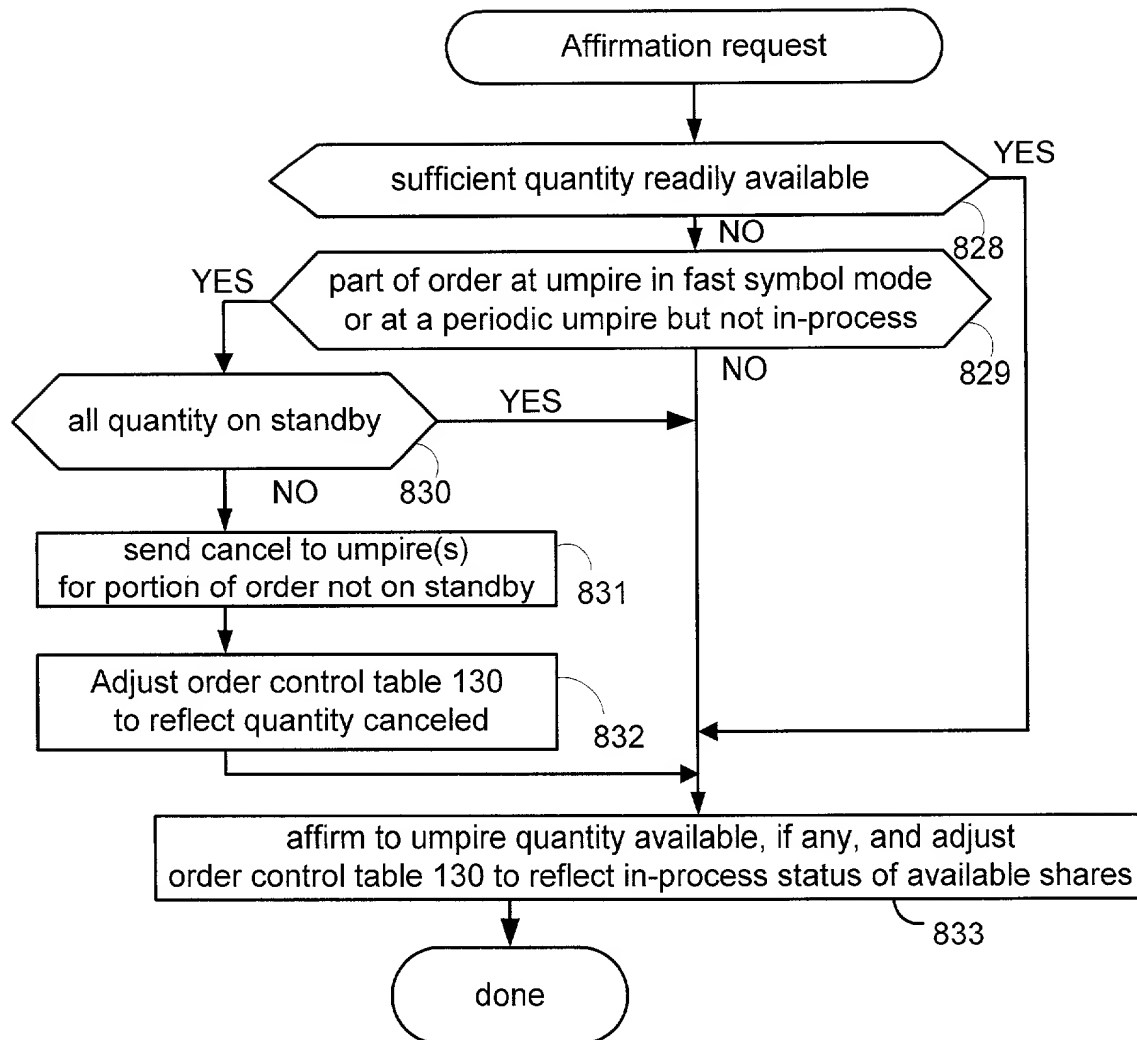 Affirmation request
sufficient quantity readily available
YES
828
NO
part of order at umpire in fast symbol mode
or at a periodic umpire but not in-process
YES
829
NO
all quantity on standby
YES
830
NO
send cancel to umpire(s)
for portion of order not on standby
831
Adjust order control table 130
to reflect quantity canceled
832
affirm to umpire quantity available, if any, and adjust
order control table 130 to reflect in-process status of available shares
833
done